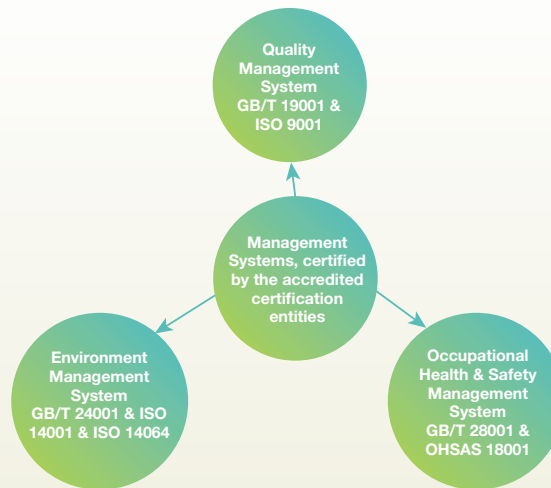 Quality
Management
System
GB/T 19001 &
ISO 9001
Management
Systems, certified
by the accredited
certification
entities
Environment
Management
System
GB/T 24001 & ISO
14001 & ISO 14064
Occupational
Health & Safety
Management
System
GB/T 28001 &
OHSAS 18001